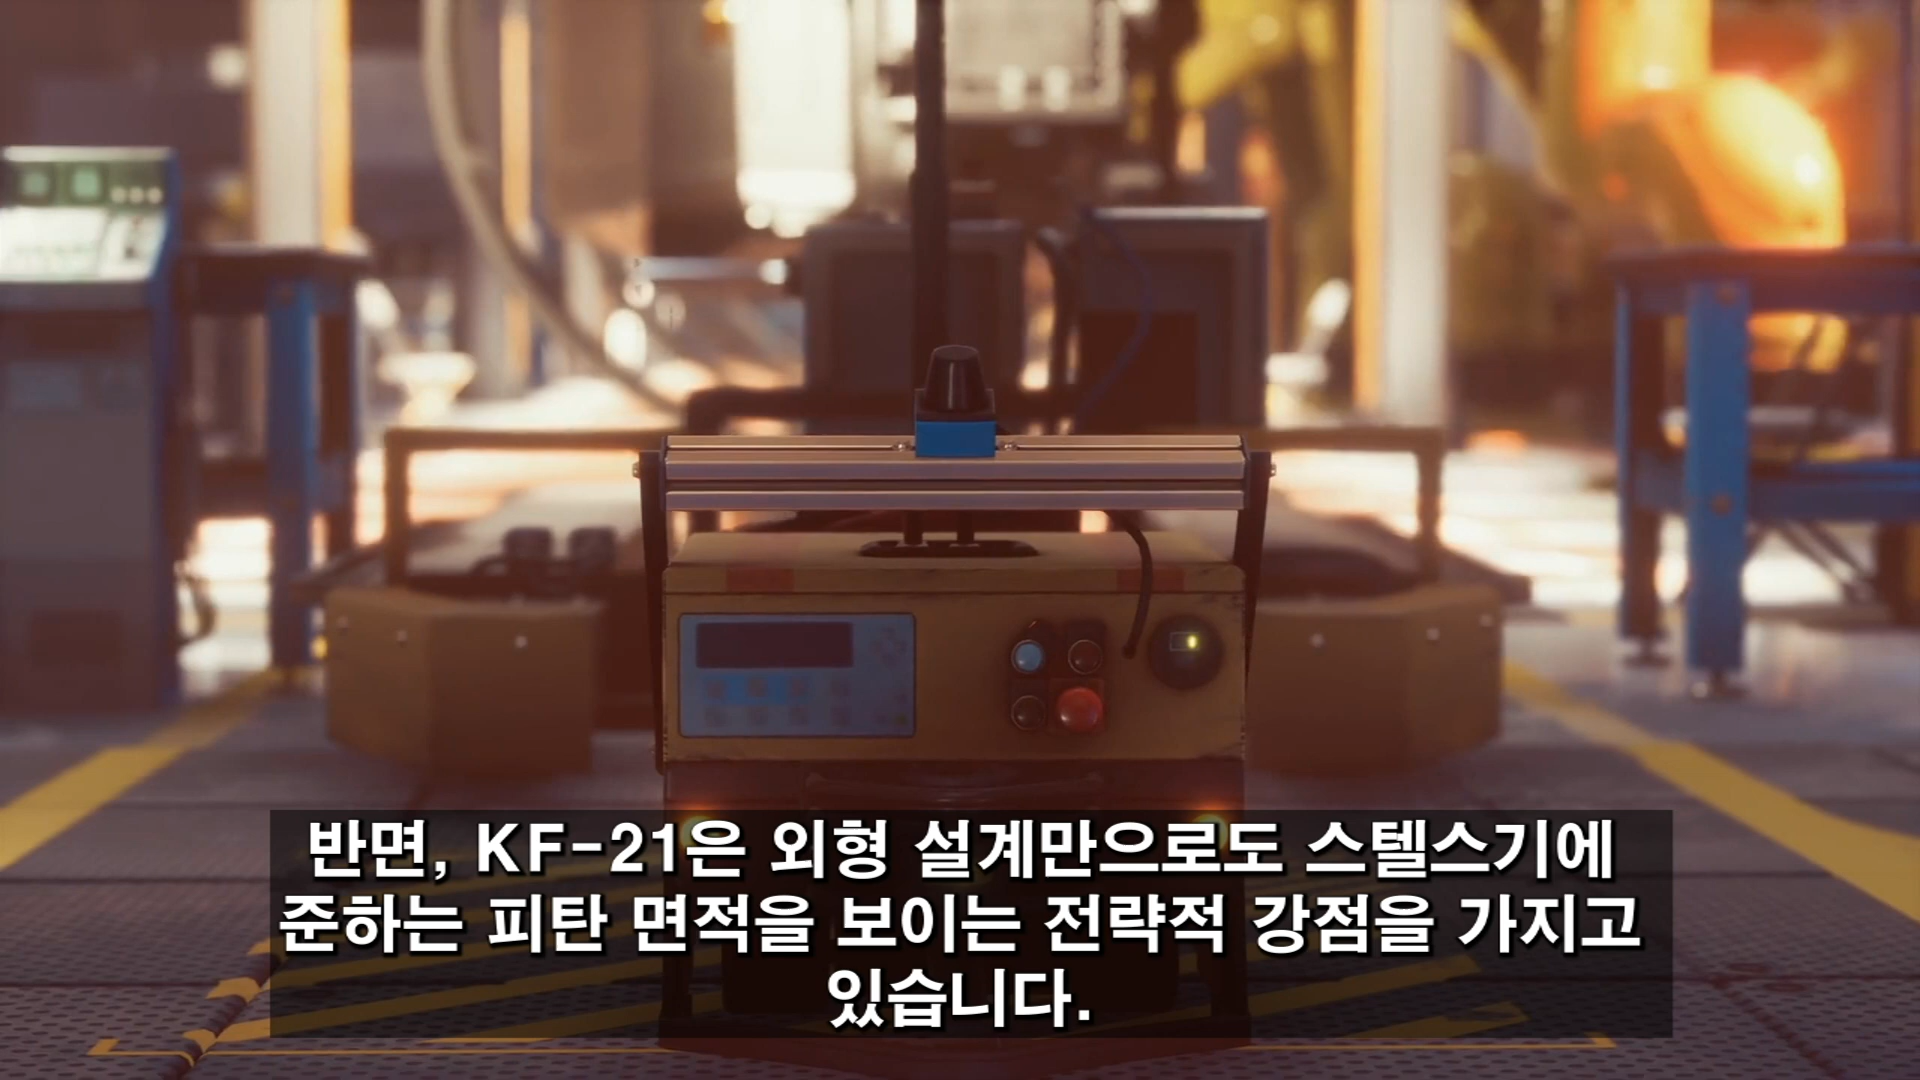 반면, KF-21은 외형 설계만으로도 스텔스기에
준하는 피탄 면적을 보이는 전략적 강점을 가지고
있습니다.